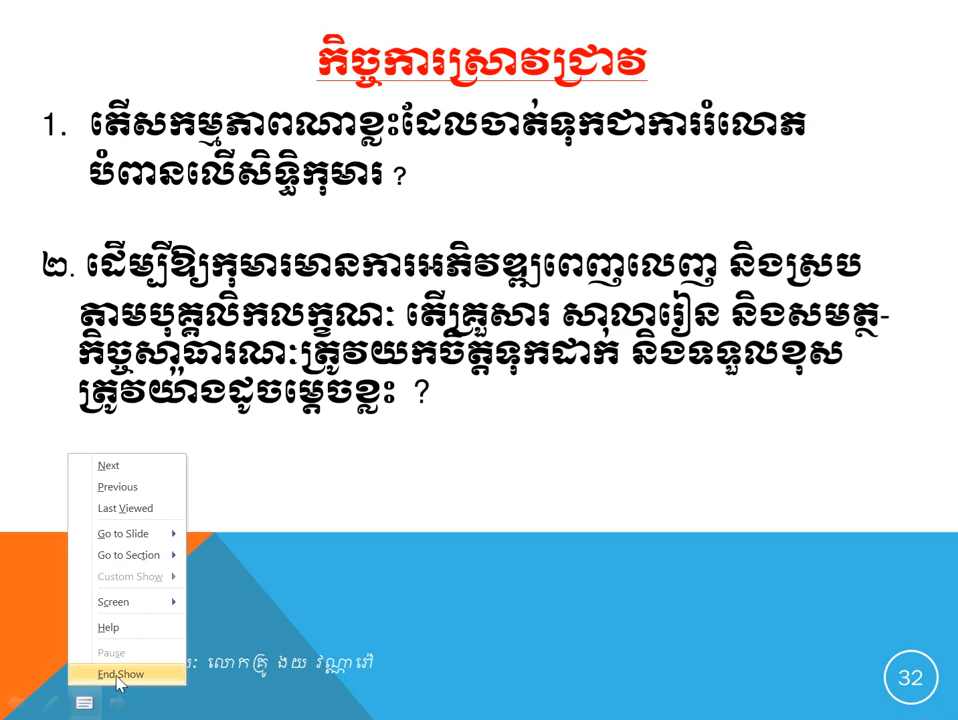 កិច្ចការស្រាវជ្រាវ
1. តើសកម្មភាពណាខ្លះដែលចាត់ទុកជាការរំលោភ
បំពានលើសិទ្ធិកុមារ ?
២. ដើម្បីឱ្យកុមារមានការអភិវឌ្ឍពេញលេញ និងស្រប
តាមបុគ្គលិកលក្ខណៈ តើគ្រួសារ សាលារៀន និងសមត្ថ-
កិច្ចសាធារណៈត្រូវយកចិត្តទុកដាក់ និងទទួលខុស
ត្រូវយ៉ាងដូចម្តេចខ្លះ ?
Next
Previous
Last Viewed
Go to Slide
Go to Section
Custom Show
Screen
Help
Pause
End Show
លោកគ្រូ ងយ វណ្ណាតៅ
32